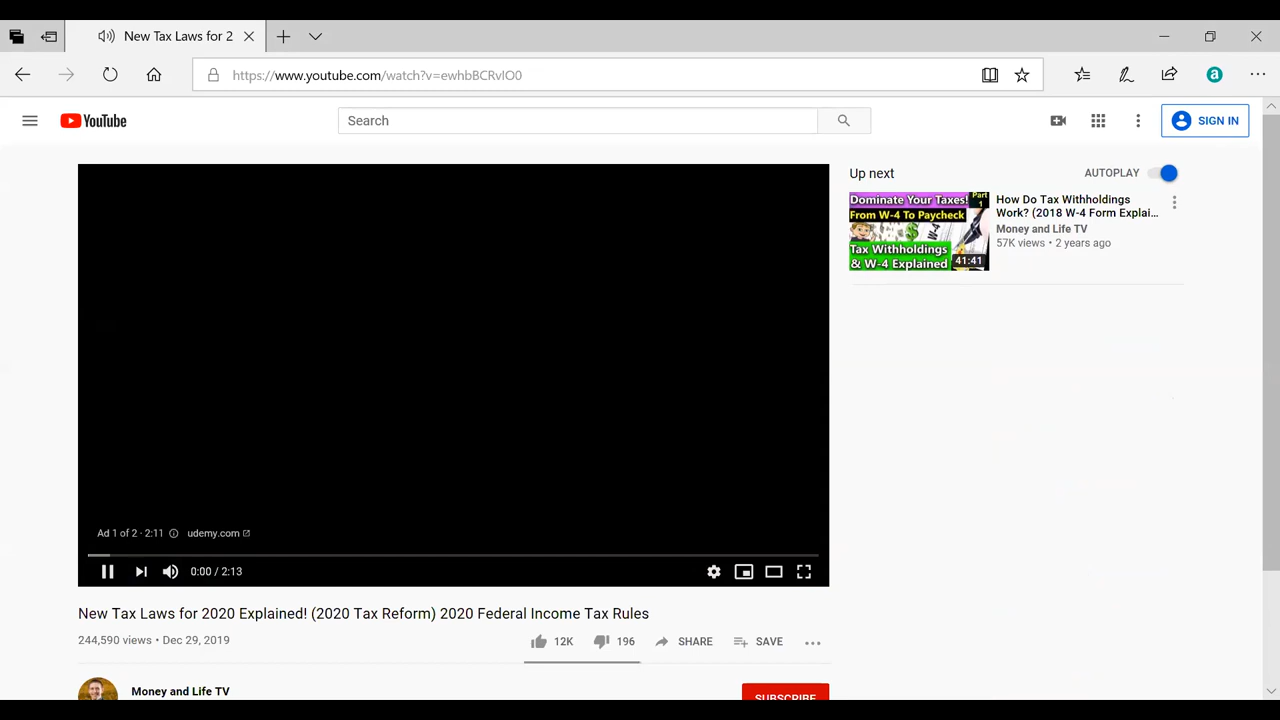 New Tax Laws for 2
https://www.youtube.com/watch?v=ewhbBCRvlO0
YouTube
Search
SIGN IN
Up next
AUTOPLAY
Dominate Your Taxes!
Part
1
From W-4 To Paycheck
Tax Withholdings
& W-4 Explained
41:41
How Do Tax Withholdings
Work? (2018 W-4 Form Explai...
Money and Life TV
57K views • 2 years ago
Ad 1 of 2 · 2:11
udemy.com
0:00 / 2:13
New Tax Laws for 2020 Explained! (2020 Tax Reform) 2020 Federal Income Tax Rules
244,590 views • Dec 29, 2019
12K
196
SHARE
SAVE
Money and Life TV
SUBSCRIBE